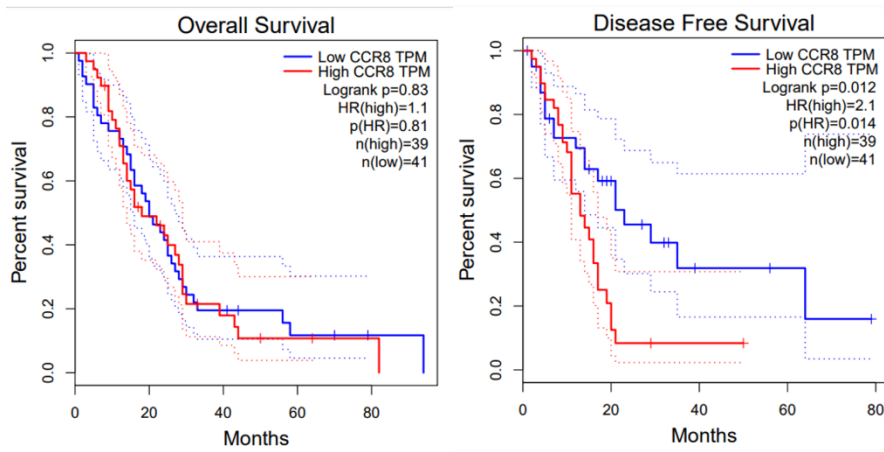 Overall Survival
Low CCR8 TPM
High CCR8 TPM
Logrank p=0.83
HR(high)=1.1
p(HR)=0.81
n(high)=39
n(low)=41
Percent survival
1.0
0.8
0.6
0.4
0.2
0.0
0 20 40 60 80
Months
Disease Free Survival
Low CCR8 TPM
High CCR8 TPM
Logrank p=0.012
HR(high)=2.1
p(HR)=0.014
n(high)=39
n(low)=41
Percent survival
1.0
0.8
0.6
0.4
0.2
0.0
0 20 40 60 80
Months